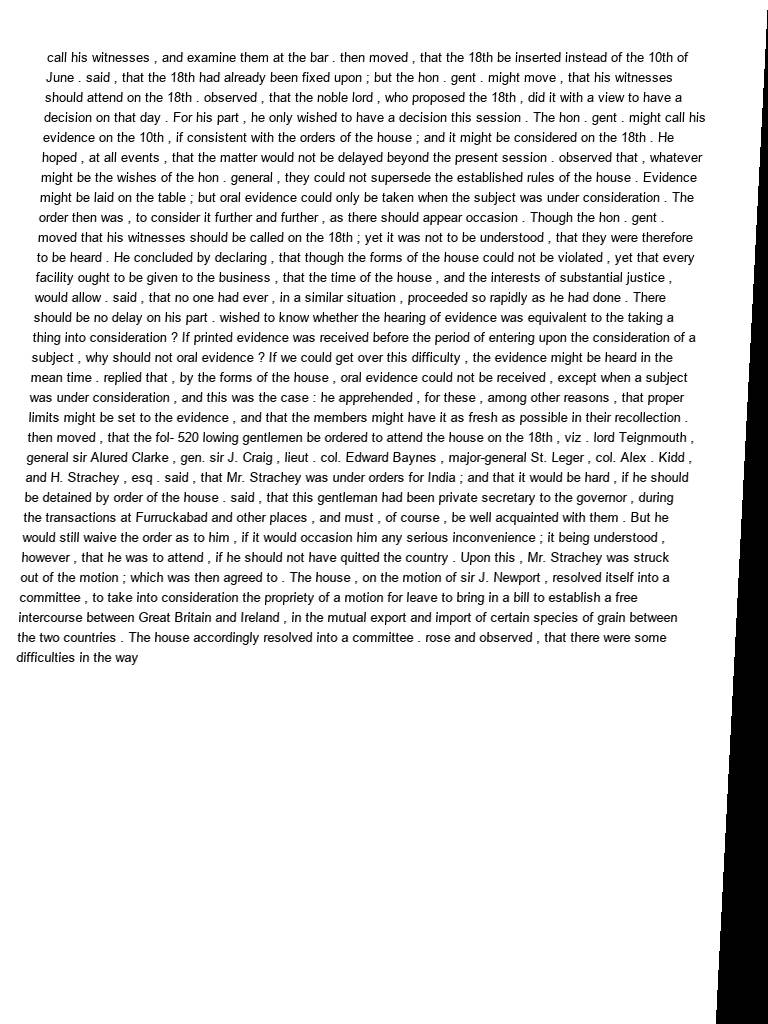 call his witnesses , and examine them at the bar . then moved , that the 18th be inserted instead of the 10th of
June . said , that the 18th had already been fixed upon ; but the hon . gent . might move , that his witnesses
should attend on the 18th . observed , that the noble lord , who proposed the 18th , did it with a view to have a
decision on that day . For his part , he only wished to have a decision this session . The hon . gent . might call his
evidence on the 10th , if consistent with the orders of the house ; and it might be considered on the 18th . He
hoped , at all events , that the matter would not be delayed beyond the present session . observed that , whatever
might be the wishes of the hon . general , they could not supersede the established rules of the house . Evidence
might be laid on the table ; but oral evidence could only be taken when the subject was under consideration . The
order then was , to consider it further and further , as there should appear occasion . Though the hon . gent .
moved that his witnesses should be called on the 18th ; yet it was not to be understood , that they were therefore
to be heard . He concluded by declaring , that though the forms of the house could not be violated , yet that every
facility ought to be given to the business , that the time of the house , and the interests of substantial justice ,
would allow . said , that no one had ever , in a similar situation , proceeded so rapidly as he had done . There
should be no delay on his part . wished to know whether the hearing of evidence was equivalent to the taking a
thing into consideration ? If printed evidence was received before the period of entering upon the consideration of a
subject , why should not oral evidence ? If we could get over this difficulty , the evidence might be heard in the
mean time . replied that , by the forms of the house , oral evidence could not be received , except when a subject
was under consideration , and this was the case : he apprehended , for these , among other reasons , that proper
limits might be set to the evidence , and that the members might have it as fresh as possible in their recollection .
then moved , that the fol- 520 lowing gentlemen be ordered to attend the house on the 18th , viz . lord Teignmouth ,
general sir Alured Clarke , gen. sir J. Craig , lieut . col. Edward Baynes , major-general St. Leger , col. Alex . Kidd ,
and H. Strachey , esq . said , that Mr. Strachey was under orders for India ; and that it would be hard , if he should
be detained by order of the house . said , that this gentleman had been private secretary to the governor , during
the transactions at Furruckabad and other places , and must , of course , be well acquainted with them . But he
would still waive the order as to him , if it would occasion him any serious inconvenience ; it being understood ,
however , that he was to attend , if he should not have quitted the country . Upon this , Mr. Strachey was struck
out of the motion ; which was then agreed to . The house , on the motion of sir J. Newport , resolved itself into a
committee , to take into consideration the propriety of a motion for leave to bring in a bill to establish a free
intercourse between Great Britain and Ireland , in the mutual export and import of certain species of grain between
the two countries . The house accordingly resolved into a committee . rose and observed , that there were some
difficulties in the way